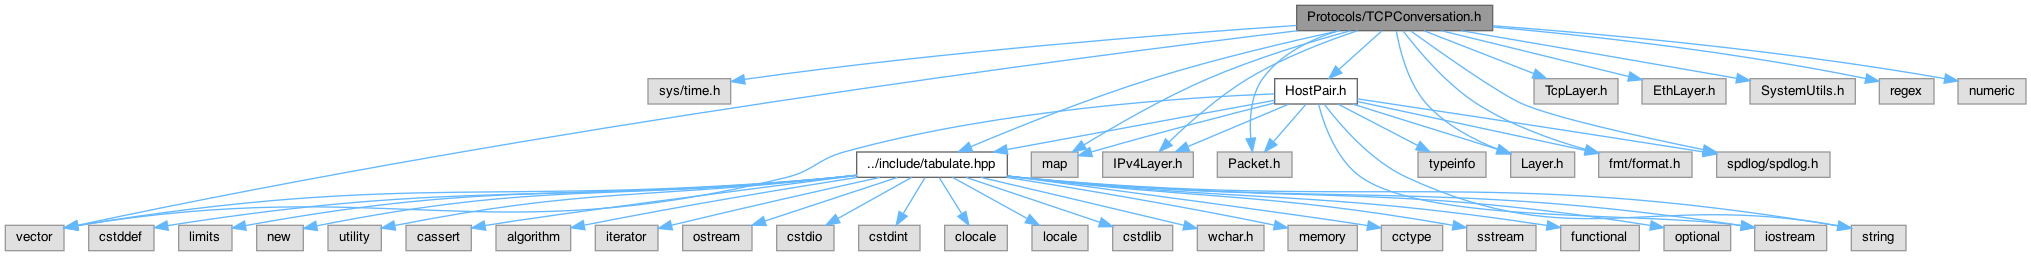 Protocols/TCPConversation.h
sys/time.h
HostPair.h
TcpLayer.h
EthLayer.h
SystemUtils.h
regex
numeric
../include/tabulate.hpp
map
IPv4Layer.h
Packet.h
typeinfo
Layer.h
fmt/format.h
spdlog/spdlog.h
vector
cstddef
limits
new
utility
cassert
algorithm
iterator
ostream
cstdio
cstdint
clocale
locale
cstdlib
wchar.h
memory
cctype
sstream
functional
optional
iostream
string